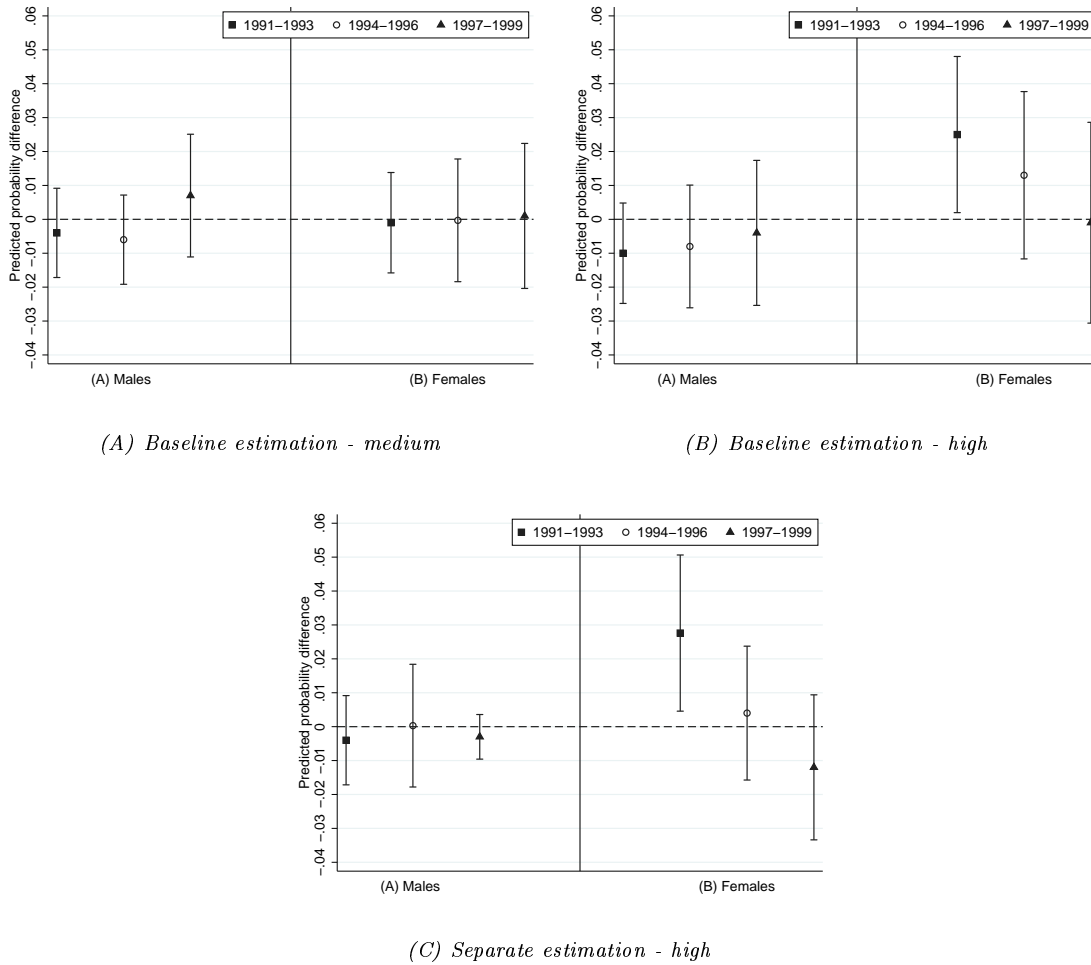 1991−1993 1994−1996 1997−1999
Predicted probability difference
.06
.05
.04
.03
.02
.01
0
−.01
−.02
−.03
−.04
(A) Males (B) Females
(A) Baseline estimation - medium
1991−1993 1994−1996 1997−1999
Predicted probability difference
.06
.05
.04
.03
.02
.01
0
−.01
−.02
−.03
−.04
(A) Males (B) Females
(B) Baseline estimation - high
1991−1993 1994−1996 1997−1999
Predicted probability difference
.06
.05
.04
.03
.02
.01
0
−.01
−.02
−.03
−.04
(A) Males (B) Females
(C) Separate estimation - high